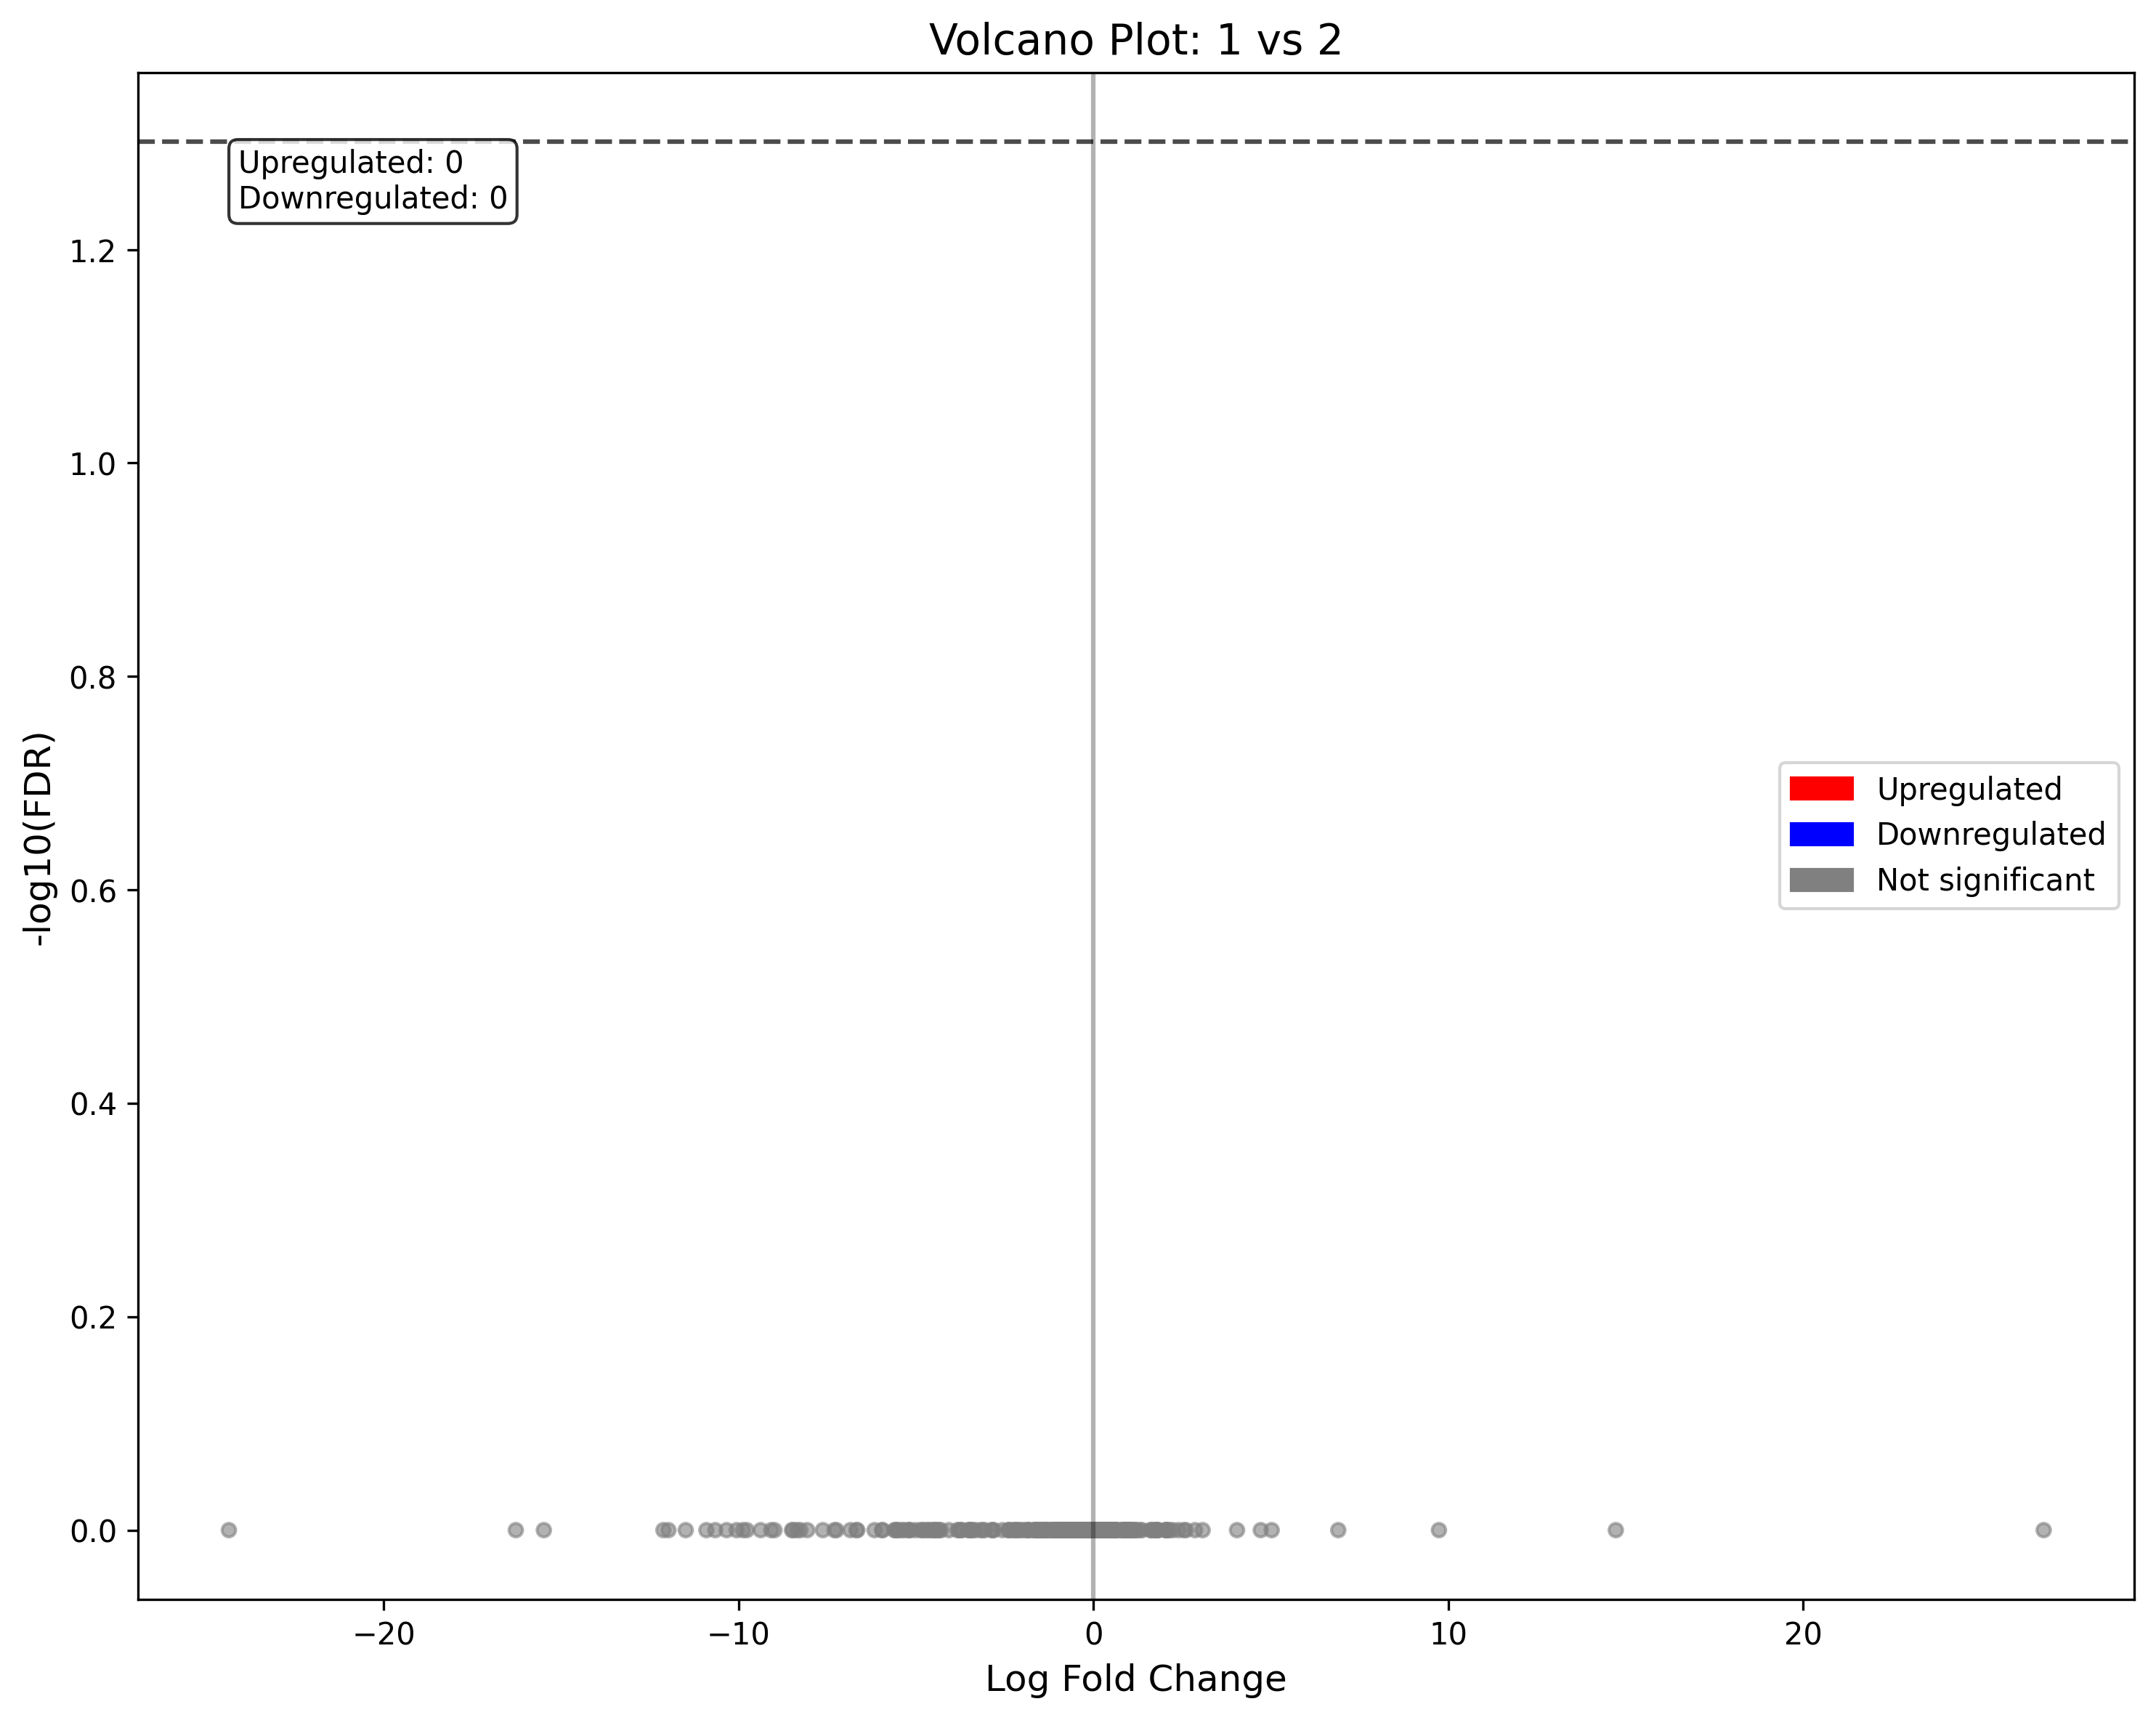 Volcano Plot: 1 vs 2
Upregulated: 0
Downregulated: 0
1.2
1.0
0.8
0.6
0.4
0.2
0.0
-log10(FDR)
Upregulated
Downregulated
Not significant
−20
−10
0
10
20
Log Fold Change